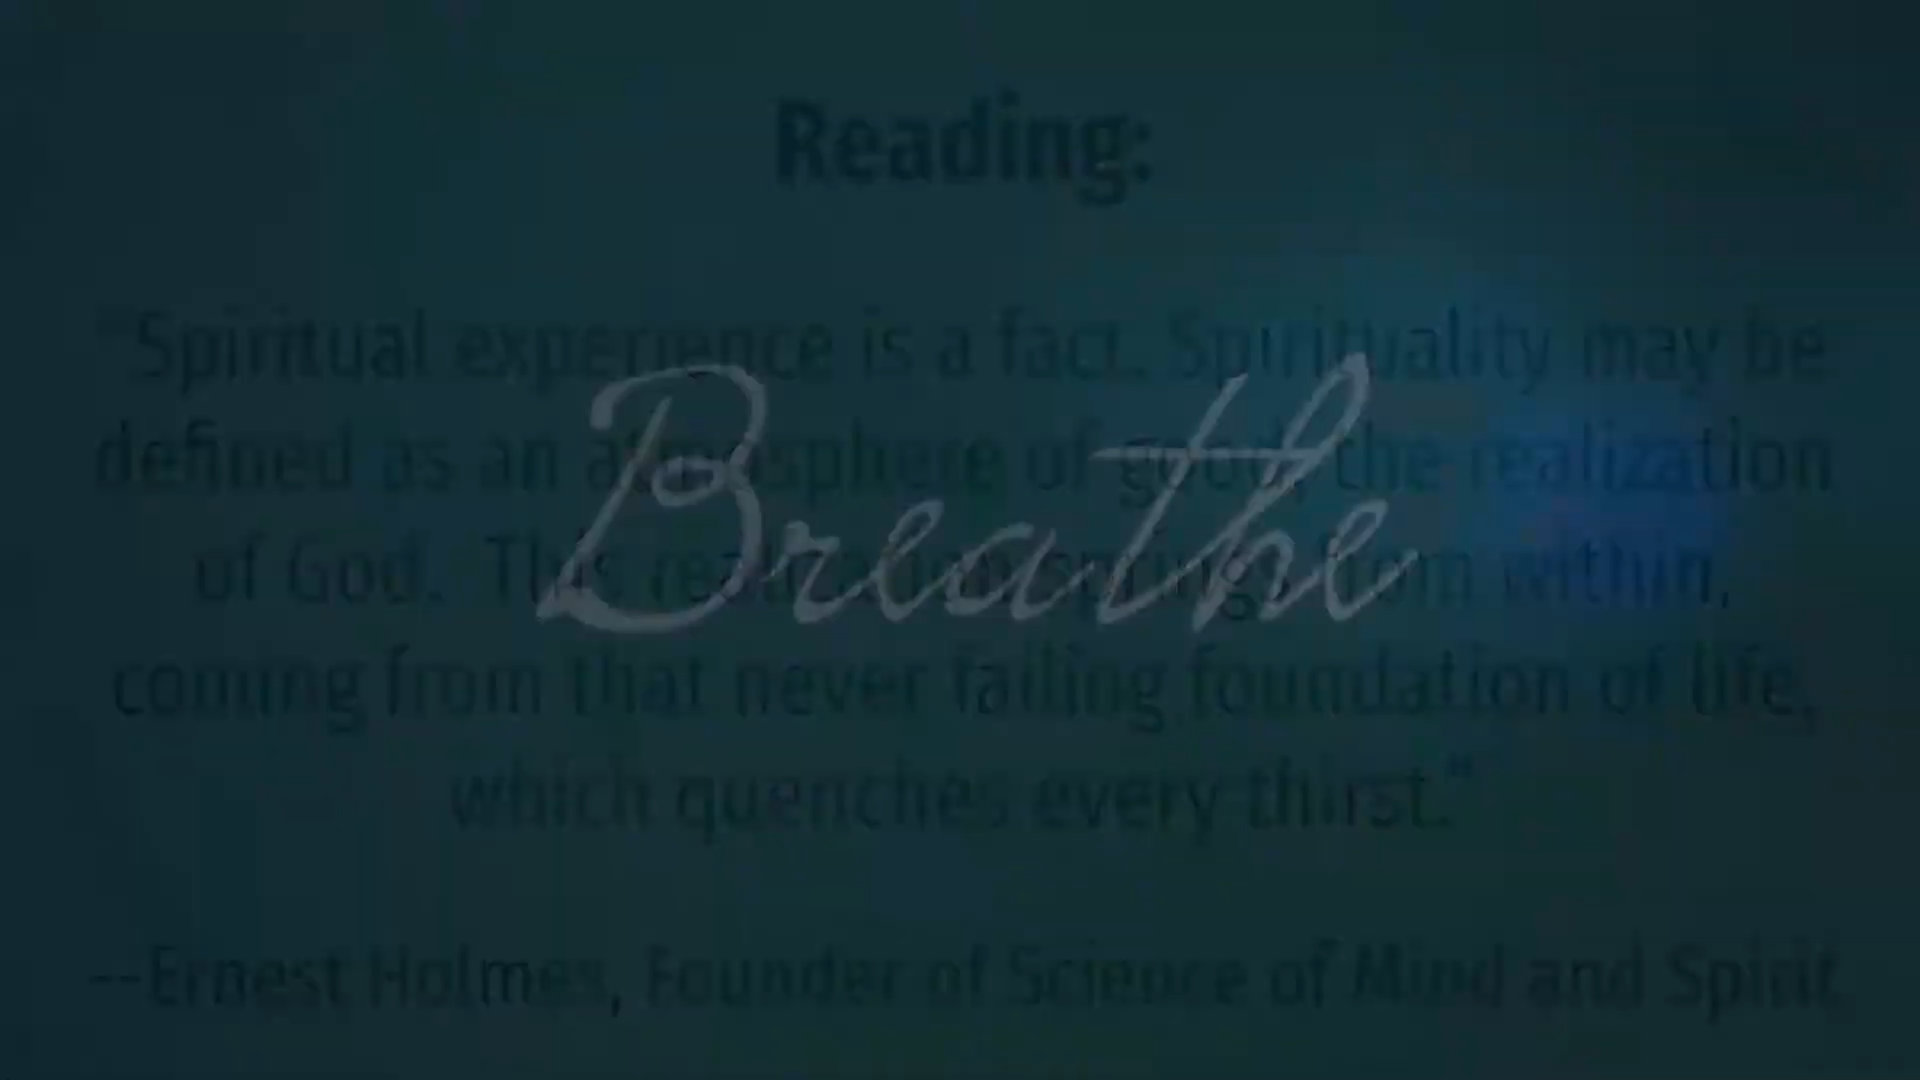 Reading:
"Spiritual experience is a fact. Spirituality may be
defined as an atmosphere of good, the realization
Breathe
of God. This realization springs from within,
coming from that never failing foundation of life,
which quenches every thirst."
--Ernest Holmes, Founder of Science of Mind and Spirit